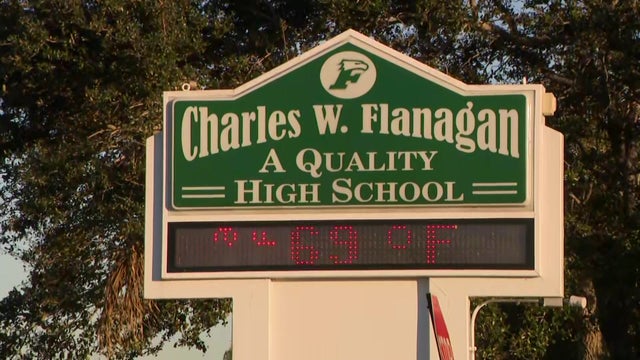 Charles W. Flanagan
A QUALITY
HIGH SCHOOL
69°F